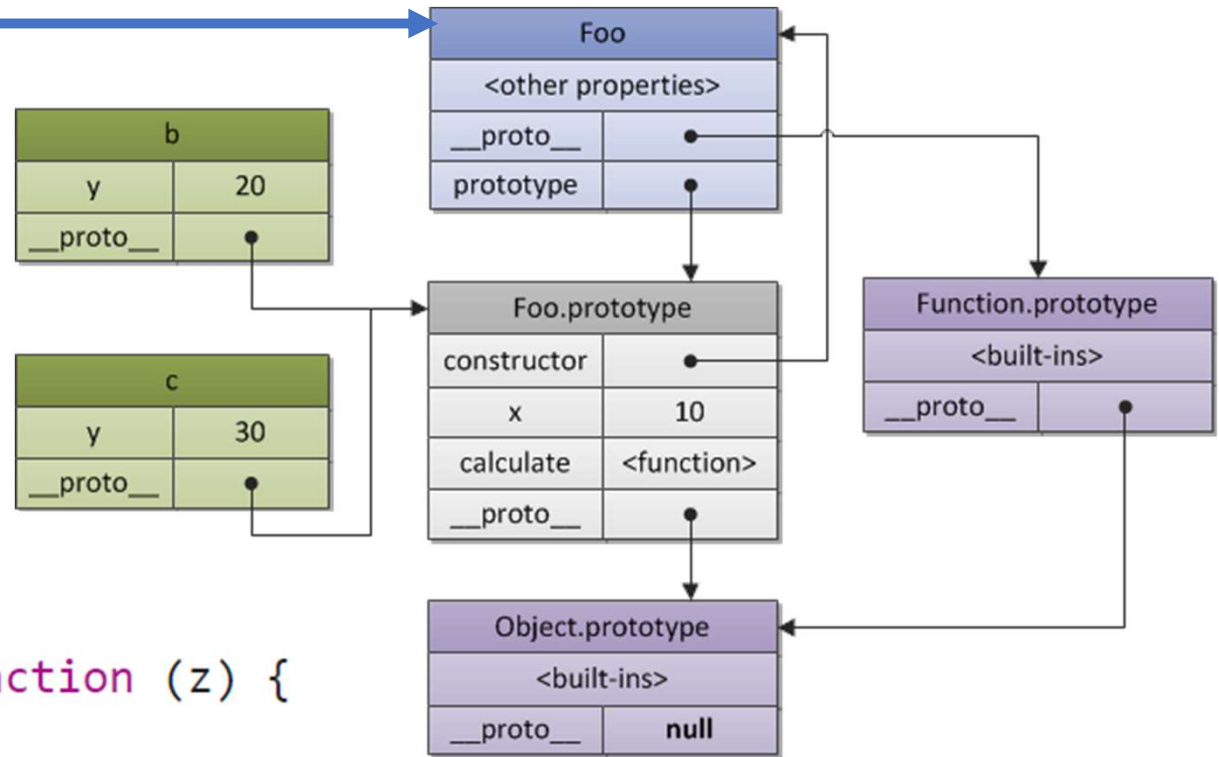 Foo
<other properties>
__proto__
prototype
b
y 20
__proto__
c
y 30
__proto__
Foo.prototype
constructor
x 10
calculate <function>
__proto__
Function.prototype
<built-ins>
__proto__
Object.prototype
<built-ins>
__proto__ null
ction (z) {